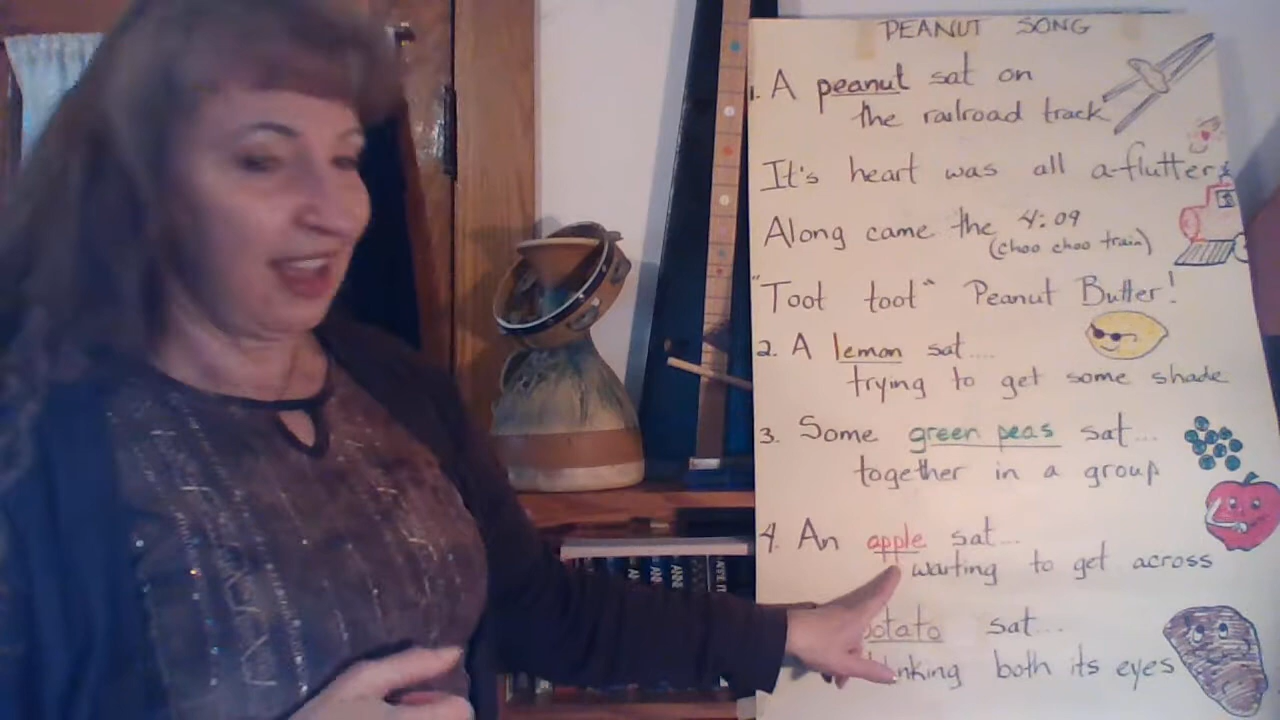 PEANUT SONG
1. A peanut sat on
the railroad track
It's heart was all a-flutter
Along came the 4:09
(choo choo train)
"Toot toot" Peanut Butter!
2. A lemon sat....
trying to get some shade
3. Some green peas sat...
together in a group
4. An apple sat...
waiting to get across
potato sat...
both its eyes